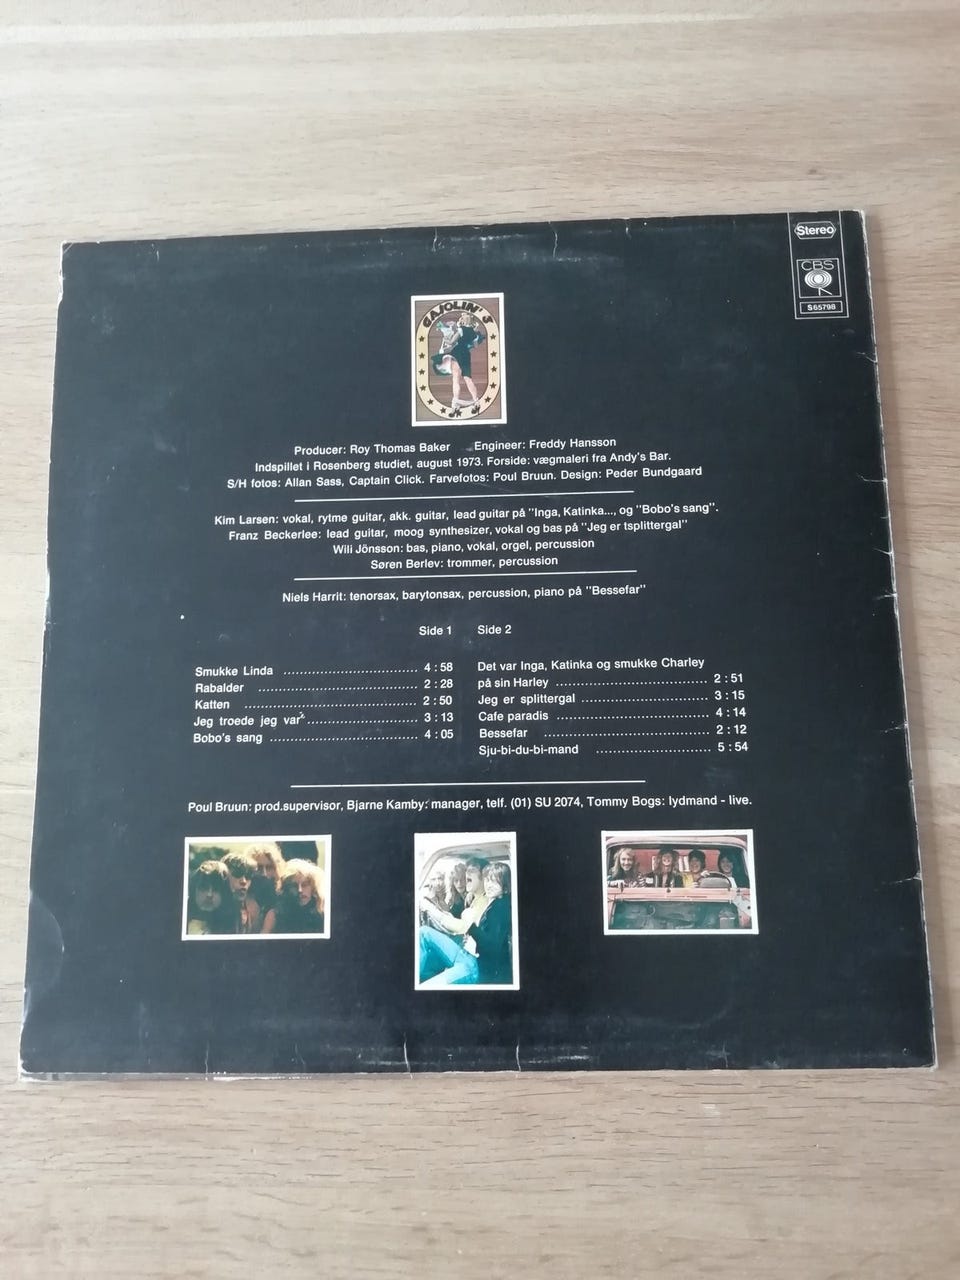 Stereo
CBS
S 65798
GASOLIN' 3
Producer: Roy Thomas Baker Engineer: Freddy Hansson
Indspillet i Rosenberg studiet, august 1973. Forside: vægmaleri fra Andy's Bar.
S/H fotos: Allan Sass, Captain Click. Farvefotos: Poul Bruun. Design: Peder Bundgaard
Kim Larsen: vokal, rytme guitar, akk. guitar, lead guitar på "Inga, Katinka..., og "Bobo's sang".
Franz Beckerlee: lead guitar, moog synthesizer, vokal og bas på "Jeg er tsplittergal"
Wili Jönsson: bas, piano, vokal, orgel, percussion
Søren Berlev: trommer, percussion
Niels Harrit: tenorsax, barytonsax, percussion, piano på "Bessefar"
Side 1
Smukke Linda ........................ 4:58
Rabalder ........................ 2:28
Katten ........................ 2:50
Jeg troede jeg var ........................ 3:13
Bobo's sang ........................ 4:05
Side 2
Det var Inga, Katinka og smukke Charley
på sin Harley ........................ 2:51
Jeg er splittergal ........................ 3:15
Cafe paradis ........................ 4:14
Bessefar ........................ 2:12
Sju-bi-du-bi-mand ........................ 5:54
Poul Bruun: prod.supervisor, Bjarne Kamby: manager, telf. (01) SU 2074, Tommy Bogs: lydmand - live.